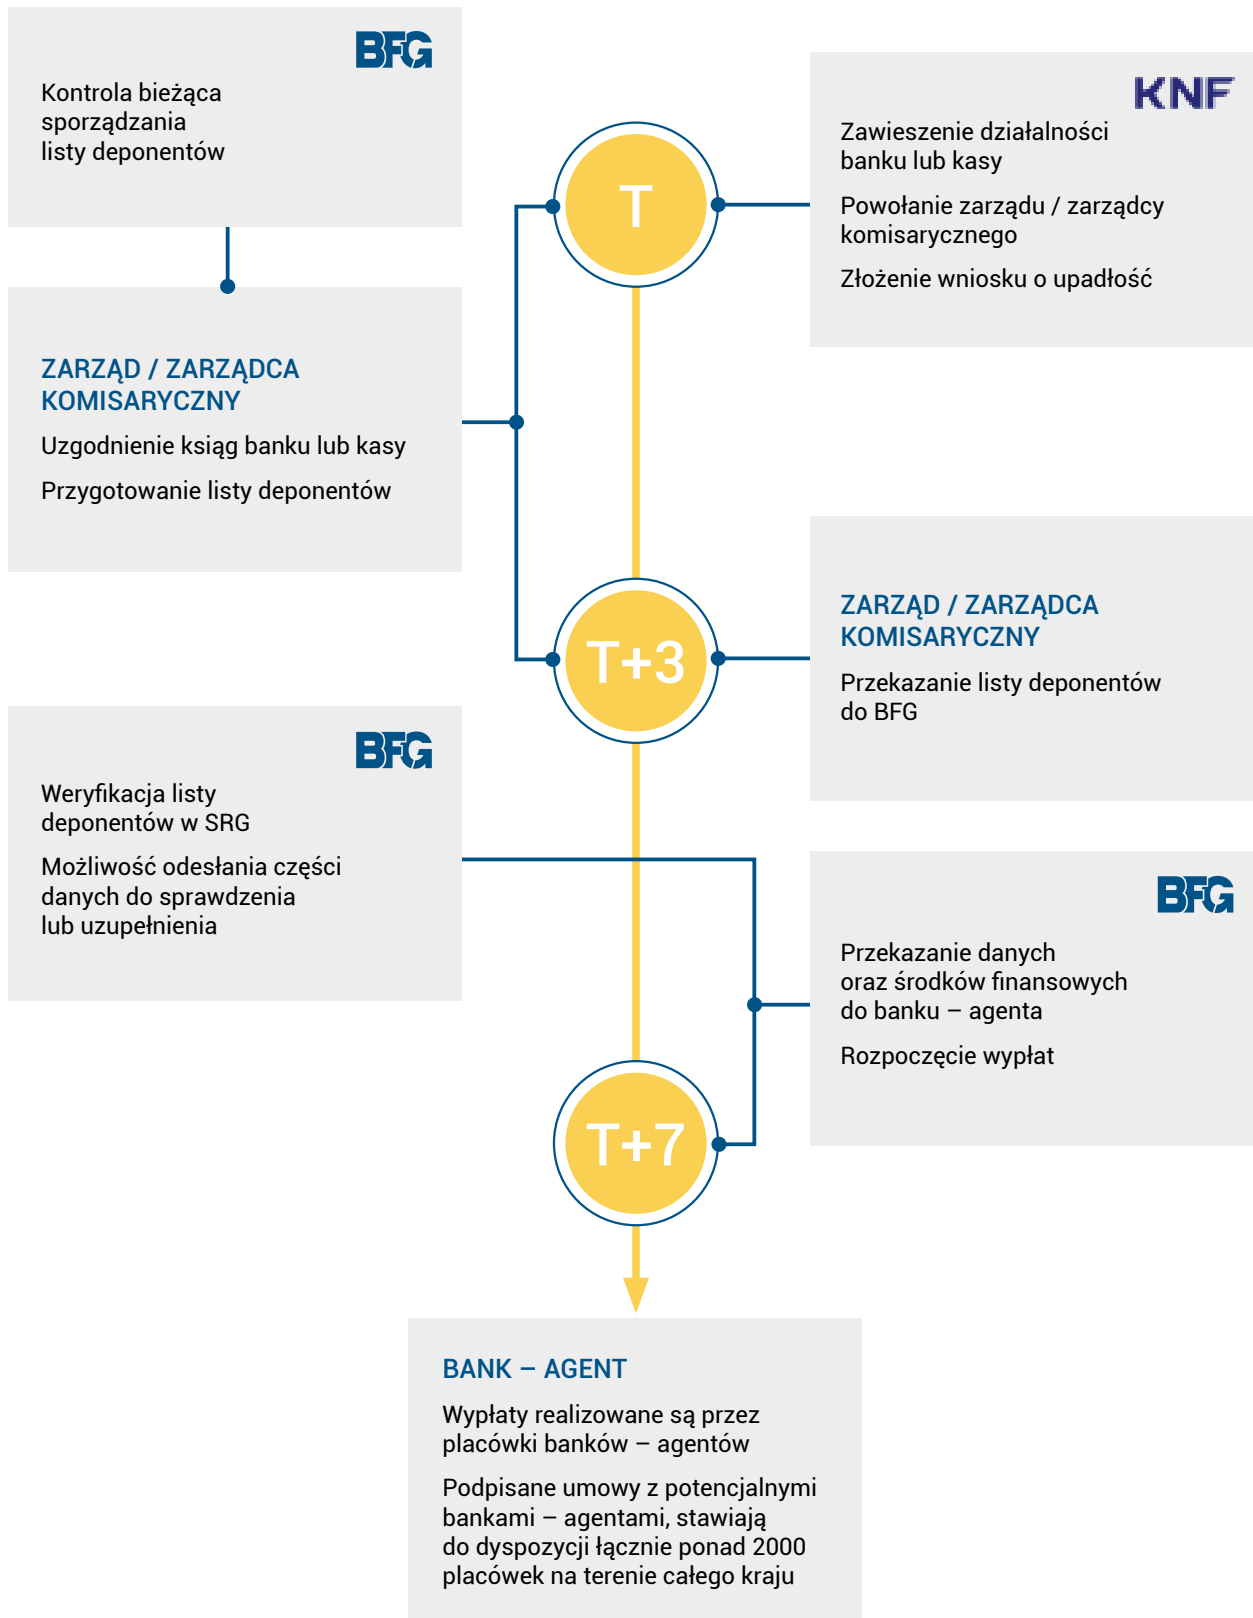 BFG
Kontrola bieżąca
sporządzania
listy deponentów
KNF
Zawieszenie działalności
banku lub kasy
Powołanie zarządu / zarządcy
komisarycznego
Złożenie wniosku o upadłość
T
ZARZĄD / ZARZĄDCA
KOMISARYCZNY
Uzgodnienie ksiąg banku lub kasy
Przygotowanie listy deponentów
T+3
ZARZĄD / ZARZĄDCA
KOMISARYCZNY
Przekazanie listy deponentów
do BFG
BFG
Weryfikacja listy
deponentów w SRG
Możliwość odesłania części
danych do sprawdzenia
lub uzupełnienia
BFG
Przekazanie danych
oraz środków finansowych
do banku – agenta
Rozpoczęcie wypłat
T+7
BANK – AGENT
Wypłaty realizowane są przez
placówki banków – agentów
Podpisane umowy z potencjalnymi
bankami – agentami, stawiają
do dyspozycji łącznie ponad 2000
placówek na terenie całego kraju